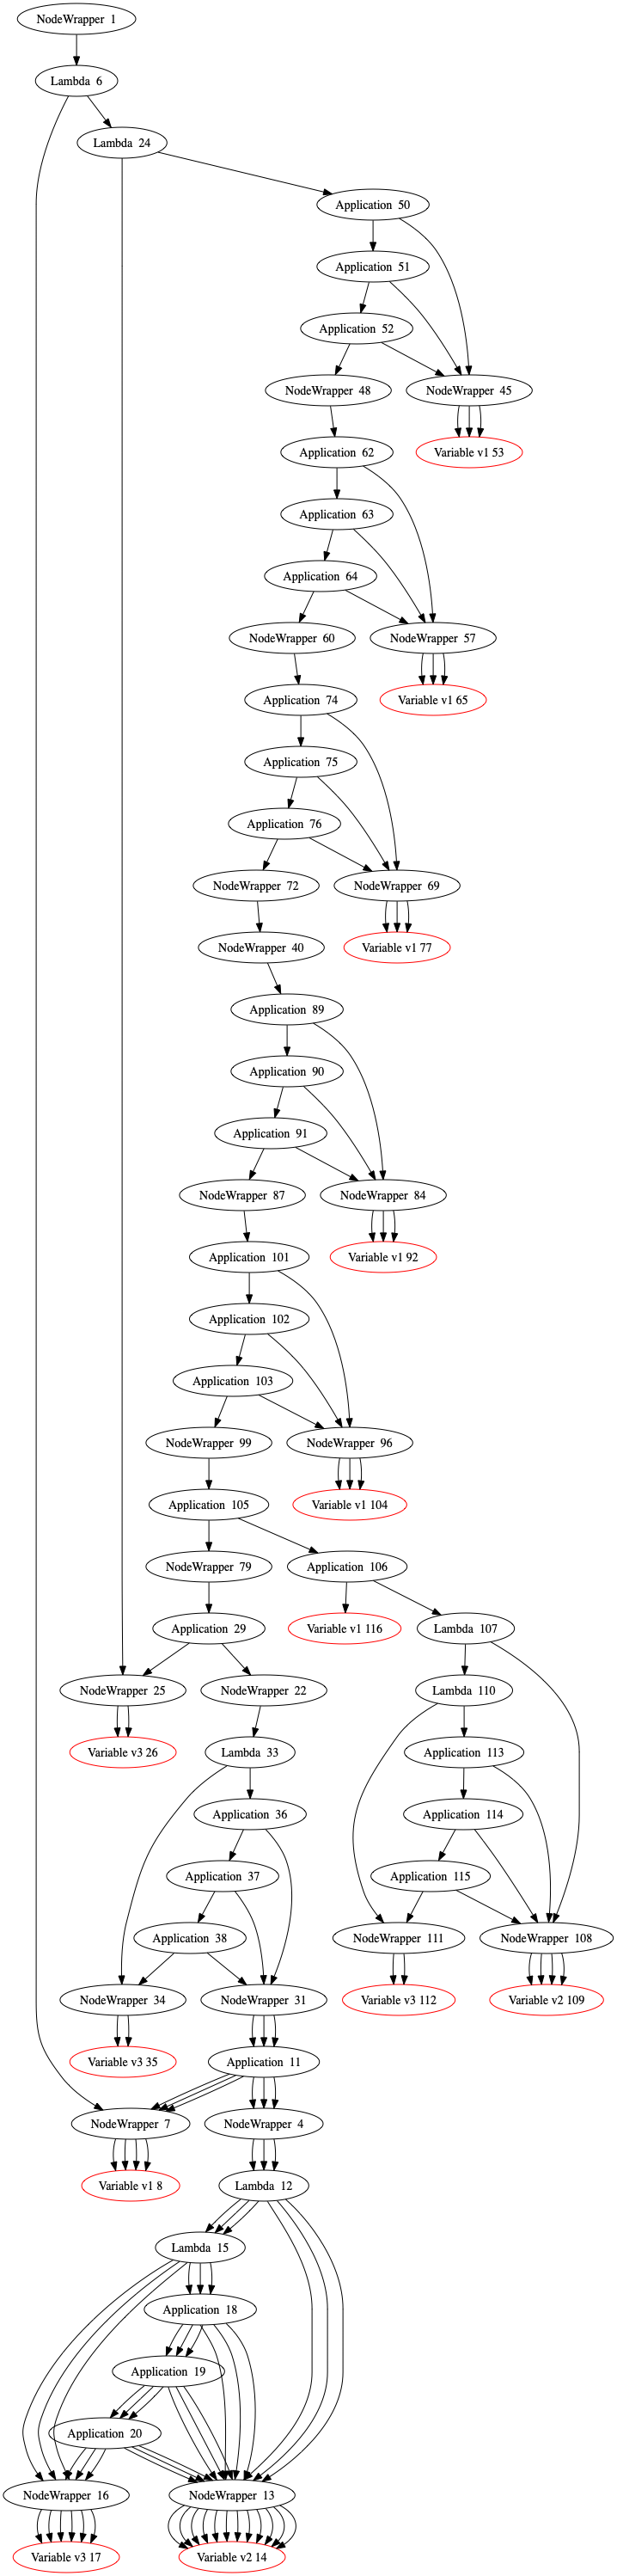 NodeWrapper 1
Lambda 6
Lambda 24
Application 50
Application 51
Application 52
NodeWrapper 48
NodeWrapper 45
Application 62
Variable v1 53
Application 63
Application 64
NodeWrapper 60
NodeWrapper 57
Application 74
Variable v1 65
Application 75
Application 76
NodeWrapper 72
NodeWrapper 69
NodeWrapper 40
Variable v1 77
Application 89
Application 90
Application 91
NodeWrapper 87
NodeWrapper 84
Application 101
Variable v1 92
Application 102
Application 103
NodeWrapper 99
NodeWrapper 96
Application 105
Variable v1 104
NodeWrapper 79
Application 106
Application 29
Variable v1 116
Lambda 107
NodeWrapper 25
NodeWrapper 22
Lambda 110
Variable v3 26
Lambda 33
Application 113
Application 36
Application 114
Application 37
Application 115
Application 38
NodeWrapper 111
NodeWrapper 108
NodeWrapper 34
NodeWrapper 31
Variable v3 112
Variable v2 109
Variable v3 35
Application 11
NodeWrapper 7
NodeWrapper 4
Variable v1 8
Lambda 12
Lambda 15
Application 18
Application 19
Application 20
NodeWrapper 16
NodeWrapper 13
Variable v3 17
Variable v2 14